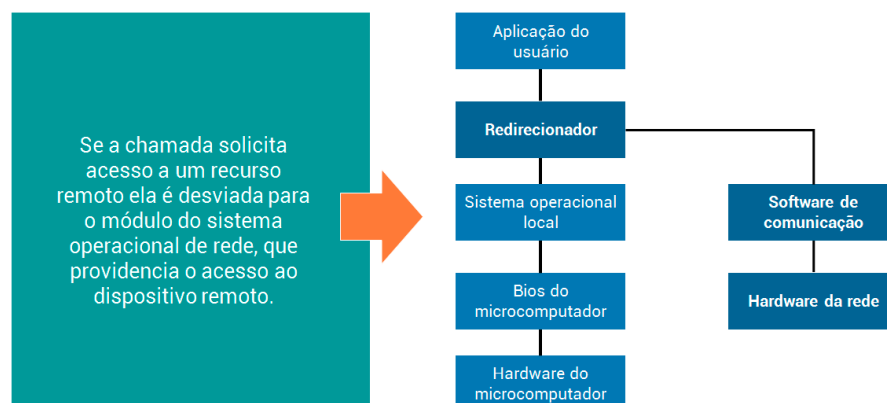 Se a chamada solicita
acesso a um recurso
remoto ela é desviada para
o módulo do sistema
operacional de rede, que
providencia o acesso ao
dispositivo remoto.
Aplicação do
usuário
Redirecionador
Sistema operacional
local
Software de
comunicação
Bios do
microcomputador
Hardware da rede
Hardware do
microcomputador